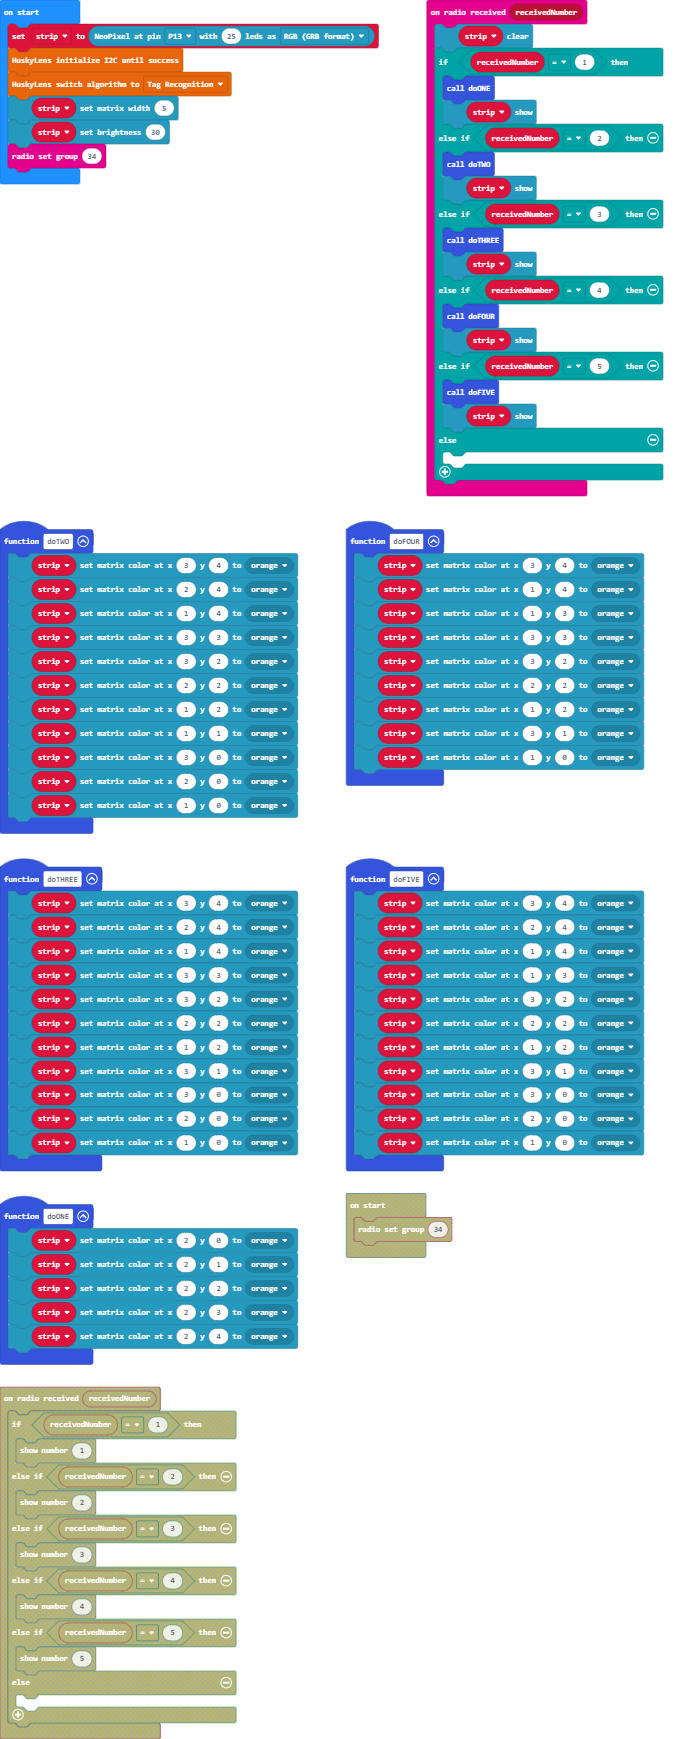 on start
set strip to NeoPixel at pin P13 with 25 leds as RGB (GRB format)
HuskyLens initialize I2C until success
HuskyLens switch algorithm to Tag Recognition
strip set matrix width 5
strip set brightness 30
radio set group 34
on radio received receivedNumber
strip clear
if receivedNumber = 1 then
call doONE
strip show
else if receivedNumber = 2 then
call doTWO
strip show
else if receivedNumber = 3 then
call doTHREE
strip show
else if receivedNumber = 4 then
call doFOUR
strip show
else if receivedNumber = 5 then
call doFIVE
strip show
else
function doTWO
strip set matrix color at x 3 y 4 to orange
strip set matrix color at x 2 y 4 to orange
strip set matrix color at x 1 y 4 to orange
strip set matrix color at x 3 y 3 to orange
strip set matrix color at x 3 y 2 to orange
strip set matrix color at x 2 y 2 to orange
strip set matrix color at x 1 y 2 to orange
strip set matrix color at x 1 y 1 to orange
strip set matrix color at x 3 y 0 to orange
strip set matrix color at x 2 y 0 to orange
strip set matrix color at x 1 y 0 to orange
function doFOUR
strip set matrix color at x 3 y 4 to orange
strip set matrix color at x 1 y 4 to orange
strip set matrix color at x 1 y 3 to orange
strip set matrix color at x 3 y 3 to orange
strip set matrix color at x 3 y 2 to orange
strip set matrix color at x 2 y 2 to orange
strip set matrix color at x 1 y 2 to orange
strip set matrix color at x 3 y 1 to orange
strip set matrix color at x 1 y 0 to orange
function doTHREE
strip set matrix color at x 3 y 4 to orange
strip set matrix color at x 2 y 4 to orange
strip set matrix color at x 1 y 4 to orange
strip set matrix color at x 3 y 3 to orange
strip set matrix color at x 3 y 2 to orange
strip set matrix color at x 2 y 2 to orange
strip set matrix color at x 1 y 2 to orange
strip set matrix color at x 3 y 1 to orange
strip set matrix color at x 3 y 0 to orange
strip set matrix color at x 2 y 0 to orange
strip set matrix color at x 1 y 0 to orange
function doFIVE
strip set matrix color at x 3 y 4 to orange
strip set matrix color at x 2 y 4 to orange
strip set matrix color at x 1 y 4 to orange
strip set matrix color at x 1 y 3 to orange
strip set matrix color at x 3 y 2 to orange
strip set matrix color at x 2 y 2 to orange
strip set matrix color at x 1 y 2 to orange
strip set matrix color at x 3 y 1 to orange
strip set matrix color at x 3 y 0 to orange
strip set matrix color at x 2 y 0 to orange
strip set matrix color at x 1 y 0 to orange
function doONE
strip set matrix color at x 2 y 0 to orange
strip set matrix color at x 2 y 1 to orange
strip set matrix color at x 2 y 2 to orange
strip set matrix color at x 2 y 3 to orange
strip set matrix color at x 2 y 4 to orange
on start
radio set group 34
on radio received receivedNumber
if receivedNumber = 1 then
show number 1
else if receivedNumber = 2 then
show number 2
else if receivedNumber = 3 then
show number 3
else if receivedNumber = 4 then
show number 4
else if receivedNumber = 5 then
show number 5
else